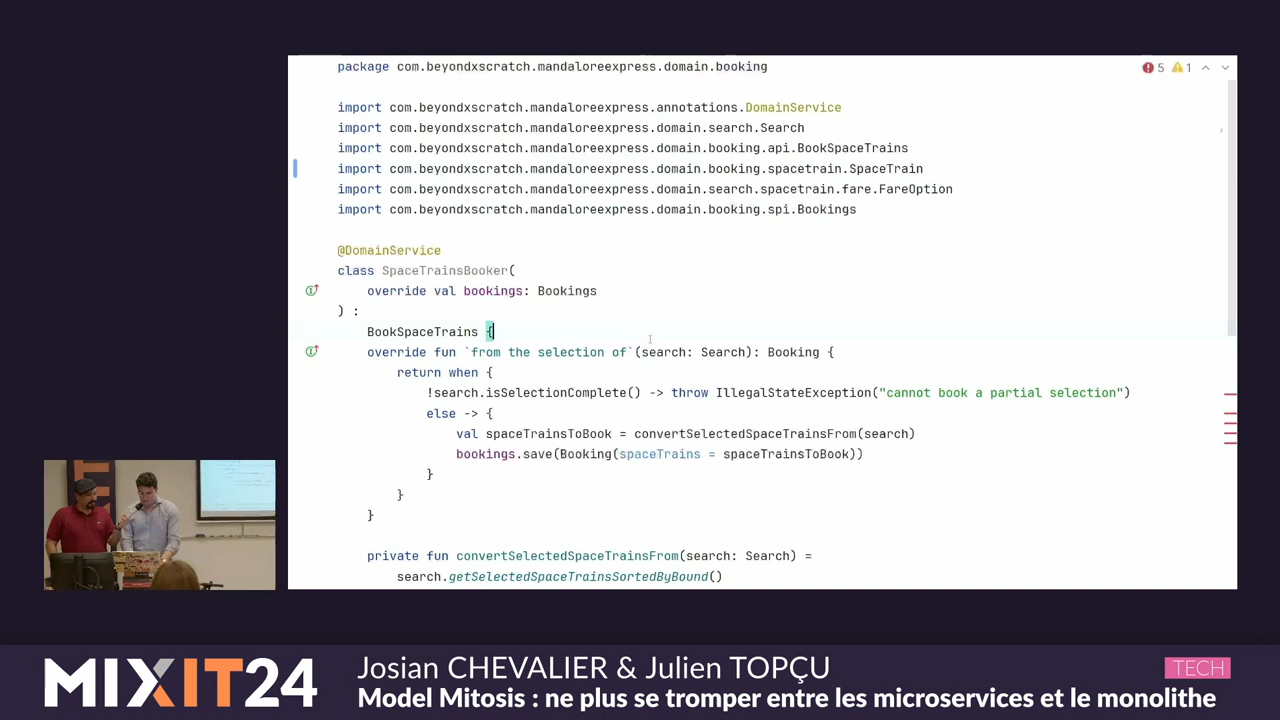 package com.beyondxscratch.mandaloreexpress.domain.booking
5
1
import com.beyondxscratch.mandaloreexpress.annotations.DomainService
import com.beyondxscratch.mandaloreexpress.domain.search.Search
import com.beyondxscratch.mandaloreexpress.domain.booking.api.BookSpaceTrains
import com.beyondxscratch.mandaloreexpress.domain.booking.spacetrain.SpaceTrain
import com.beyondxscratch.mandaloreexpress.domain.search.spacetrain.fare.FareOption
import com.beyondxscratch.mandaloreexpress.domain.booking.spi.Bookings
@DomainService
class SpaceTrainsBooker(
override val bookings: Bookings
) :
BookSpaceTrains {
override fun `from the selection of`(search: Search): Booking {
return when {
!search.isSelectionComplete() -> throw IllegalStateException("cannot book a partial selection")
else -> {
val spaceTrainsToBook = convertSelectedSpaceTrainsFrom(search)
bookings.save(Booking(spaceTrains = spaceTrainsToBook))
}
}
}
private fun convertSelectedSpaceTrainsFrom(search: Search) =
search.getSelectedSpaceTrainsSortedByBound()
MIXIT24
Josian CHEVALIER & Julien TOPÇU
TECH
Model Mitosis : ne plus se tromper entre les microservices et le monolithe